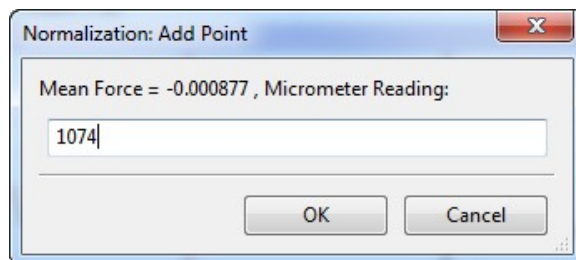 Normalization: Add Point
Mean Force = -0.000877 , Micrometer Reading:
1074
OK
Cancel